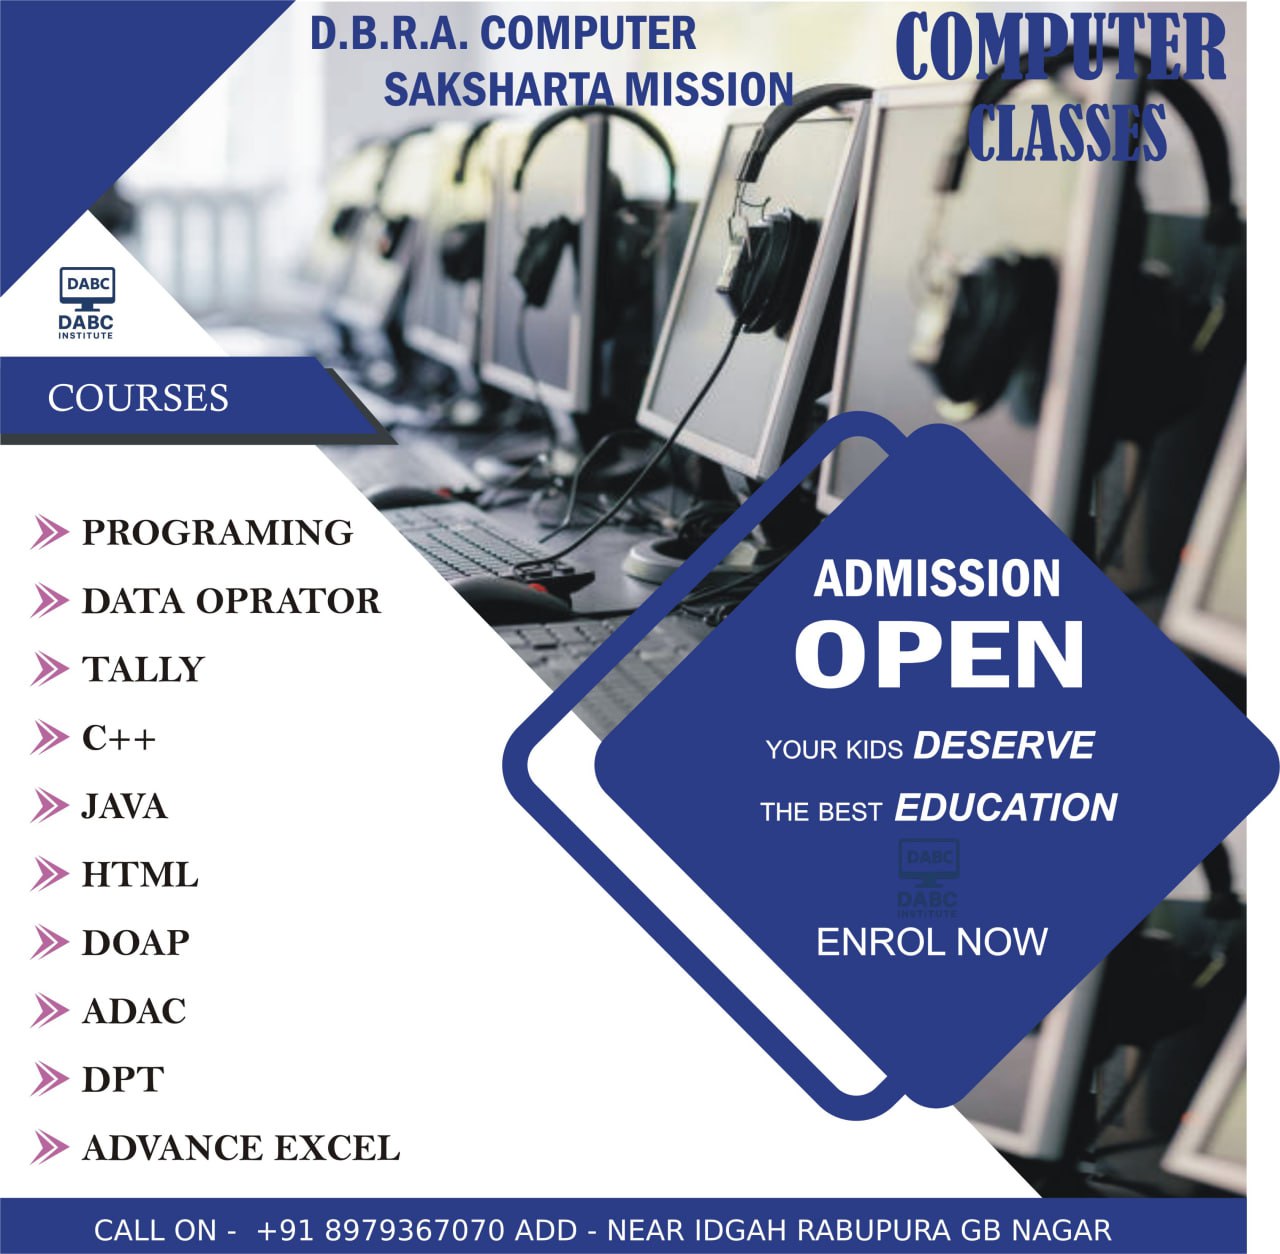 D.B.R.A. COMPUTER
SAKSHARTA MISSION
COMPUTER
CLASSES
DABC
DABC
INSTITUTE
COURSES
PROGRAMING
DATA OPRATOR
TALLY
C++
JAVA
HTML
DOAP
ADAC
DPT
ADVANCE EXCEL
ADMISSION
OPEN
YOUR KIDS DESERVE
THE BEST EDUCATION
DABC
DABC
INSTITUTE
ENROL NOW
CALL ON - +91 8979367070 ADD - NEAR IDGAH RABUPURA GB NAGAR